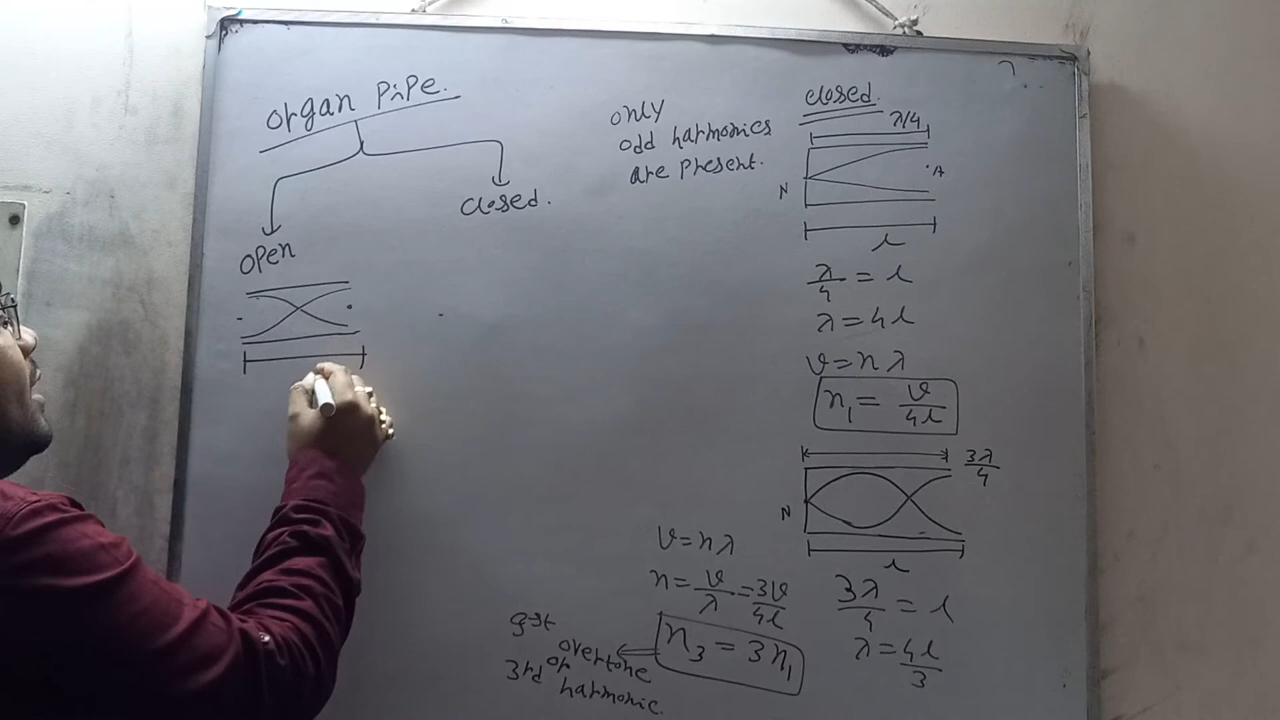 organ Pipe.
open
closed.
only
odd harmonics
are present.
closed.
λ/4
N
A
l
λ/4 = l
λ = 4l
v = nλ
n₁ = v/4l
3λ/4
N
l
3λ/4 = l
λ = 4l/3
v = nλ
n = v/λ = 3v/4l
n₃ = 3n₁
overtone
or
3rd harmonic.